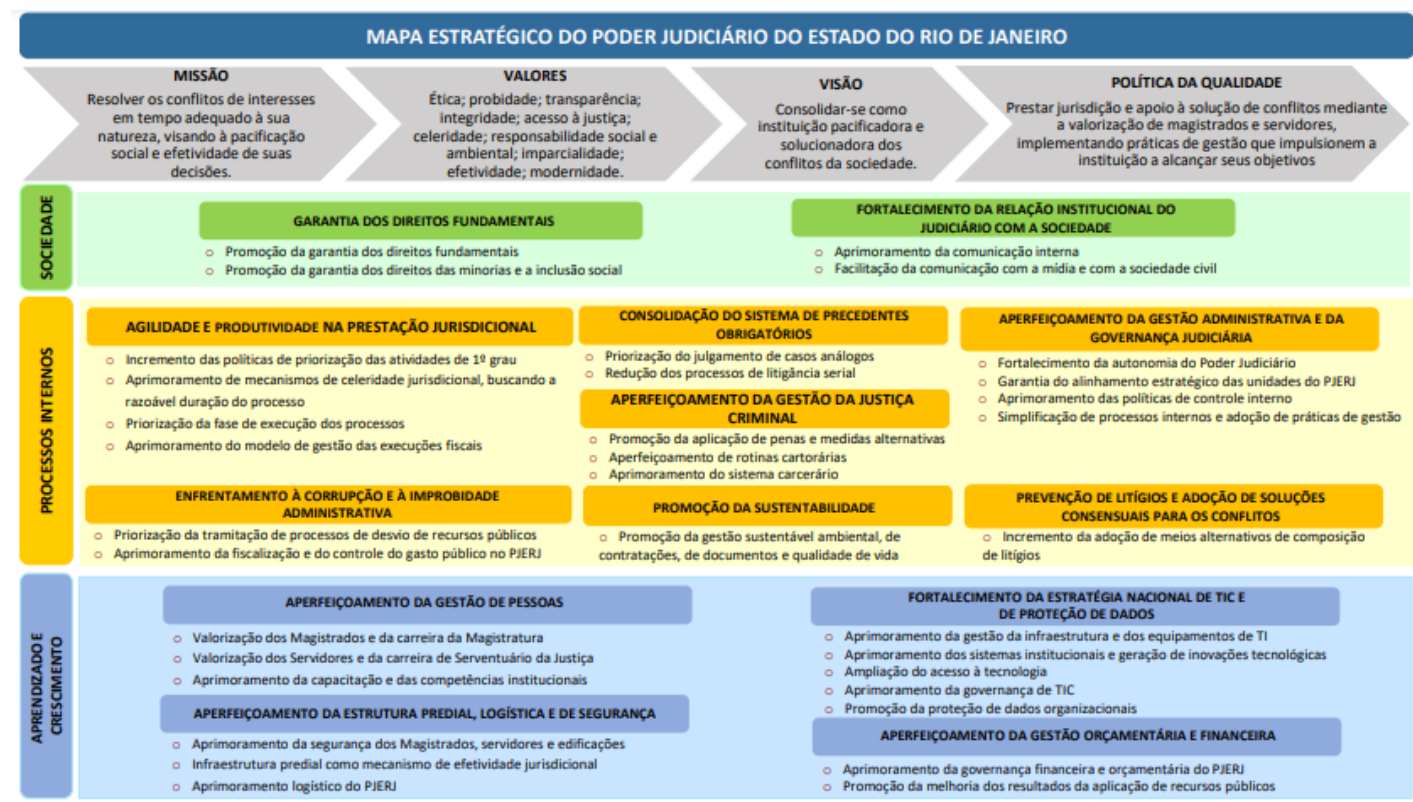 MAPA ESTRATÉGICO DO PODER JUDICIÁRIO DO ESTADO DO RIO DE JANEIRO
MISSÃO
Resolver os conflitos de interesses
em tempo adequado à sua
natureza, visando à pacificação
social e efetividade de suas
decisões.
VALORES
Ética; probidade; transparência;
integridade; acesso à justiça;
celeridade; responsabilidade social e
ambiental; imparcialidade;
efetividade; modernidade.
VISÃO
Consolidar-se como
instituição pacificadora e
solucionadora dos
conflitos da sociedade.
POLÍTICA DA QUALIDADE
Prestar jurisdição e apoio à solução de conflitos mediante
a valorização de magistrados e servidores,
implementando práticas de gestão que impulsionem a
instituição a alcançar seus objetivos
SOCIEDADE
GARANTIA DOS DIREITOS FUNDAMENTAIS
o Promoção da garantia dos direitos fundamentais
o Promoção da garantia dos direitos das minorias e a inclusão social
FORTALECIMENTO DA RELAÇÃO INSTITUCIONAL DO
JUDICIÁRIO COM A SOCIEDADE
o Aprimoramento da comunicação interna
o Facilitação da comunicação com a mídia e com a sociedade civil
PROCESSOS INTERNOS
AGILIDADE E PRODUTIVIDADE NA PRESTAÇÃO JURISDICIONAL
o Incremento das políticas de priorização das atividades de 1º grau
o Aprimoramento de mecanismos de celeridade jurisdicional, buscando a
razoável duração do processo
o Priorização da fase de execução dos processos
o Aprimoramento do modelo de gestão das execuções fiscais
CONSOLIDAÇÃO DO SISTEMA DE PRECEDENTES
OBRIGATÓRIOS
o Priorização do julgamento de casos análogos
o Redução dos processos de litigância serial
APERFEIÇOAMENTO DA GESTÃO DA JUSTIÇA
CRIMINAL
o Promoção da aplicação de penas e medidas alternativas
o Aperfeiçoamento de rotinas cartorárias
o Aprimoramento do sistema carcerário
APERFEIÇOAMENTO DA GESTÃO ADMINISTRATIVA E DA
GOVERNANÇA JUDICIÁRIA
o Fortalecimento da autonomia do Poder Judiciário
o Garantia do alinhamento estratégico das unidades do PJERJ
o Aprimoramento das políticas de controle interno
o Simplificação de processos internos e adoção de práticas de gestão
ENFRENTAMENTO À CORRUPÇÃO E À IMPROBIDADE
ADMINISTRATIVA
o Priorização da tramitação de processos de desvio de recursos públicos
o Aprimoramento da fiscalização e do controle do gasto público no PJERJ
PROMOÇÃO DA SUSTENTABILIDADE
o Promoção da gestão sustentável ambiental, de
contratações, de documentos e qualidade de vida
PREVENÇÃO DE LITÍGIOS E ADOÇÃO DE SOLUÇÕES
CONSENSUAIS PARA OS CONFLITOS
o Incremento da adoção de meios alternativos de composição
de litígios
APRENDIZADO E
CRESCIMENTO
APERFEIÇOAMENTO DA GESTÃO DE PESSOAS
o Valorização dos Magistrados e da carreira da Magistratura
o Valorização dos Servidores e da carreira de Serventuário da Justiça
o Aprimoramento da capacitação e das competências institucionais
APERFEIÇOAMENTO DA ESTRUTURA PREDIAL, LOGÍSTICA E DE SEGURANÇA
o Aprimoramento da segurança dos Magistrados, servidores e edificações
o Infraestrutura predial como mecanismo de efetividade jurisdicional
o Aprimoramento logístico do PJERJ
FORTALECIMENTO DA ESTRATÉGIA NACIONAL DE TIC E
DE PROTEÇÃO DE DADOS
o Aprimoramento da gestão da infraestrutura e dos equipamentos de TI
o Aprimoramento dos sistemas institucionais e geração de inovações tecnológicas
o Ampliação do acesso à tecnologia
o Aprimoramento da governança de TIC
o Promoção da proteção de dados organizacionais
APERFEIÇOAMENTO DA GESTÃO ORÇAMENTÁRIA E FINANCEIRA
o Aprimoramento da governança financeira e orçamentária do PJERJ
o Promoção da melhoria dos resultados da aplicação de recursos públicos